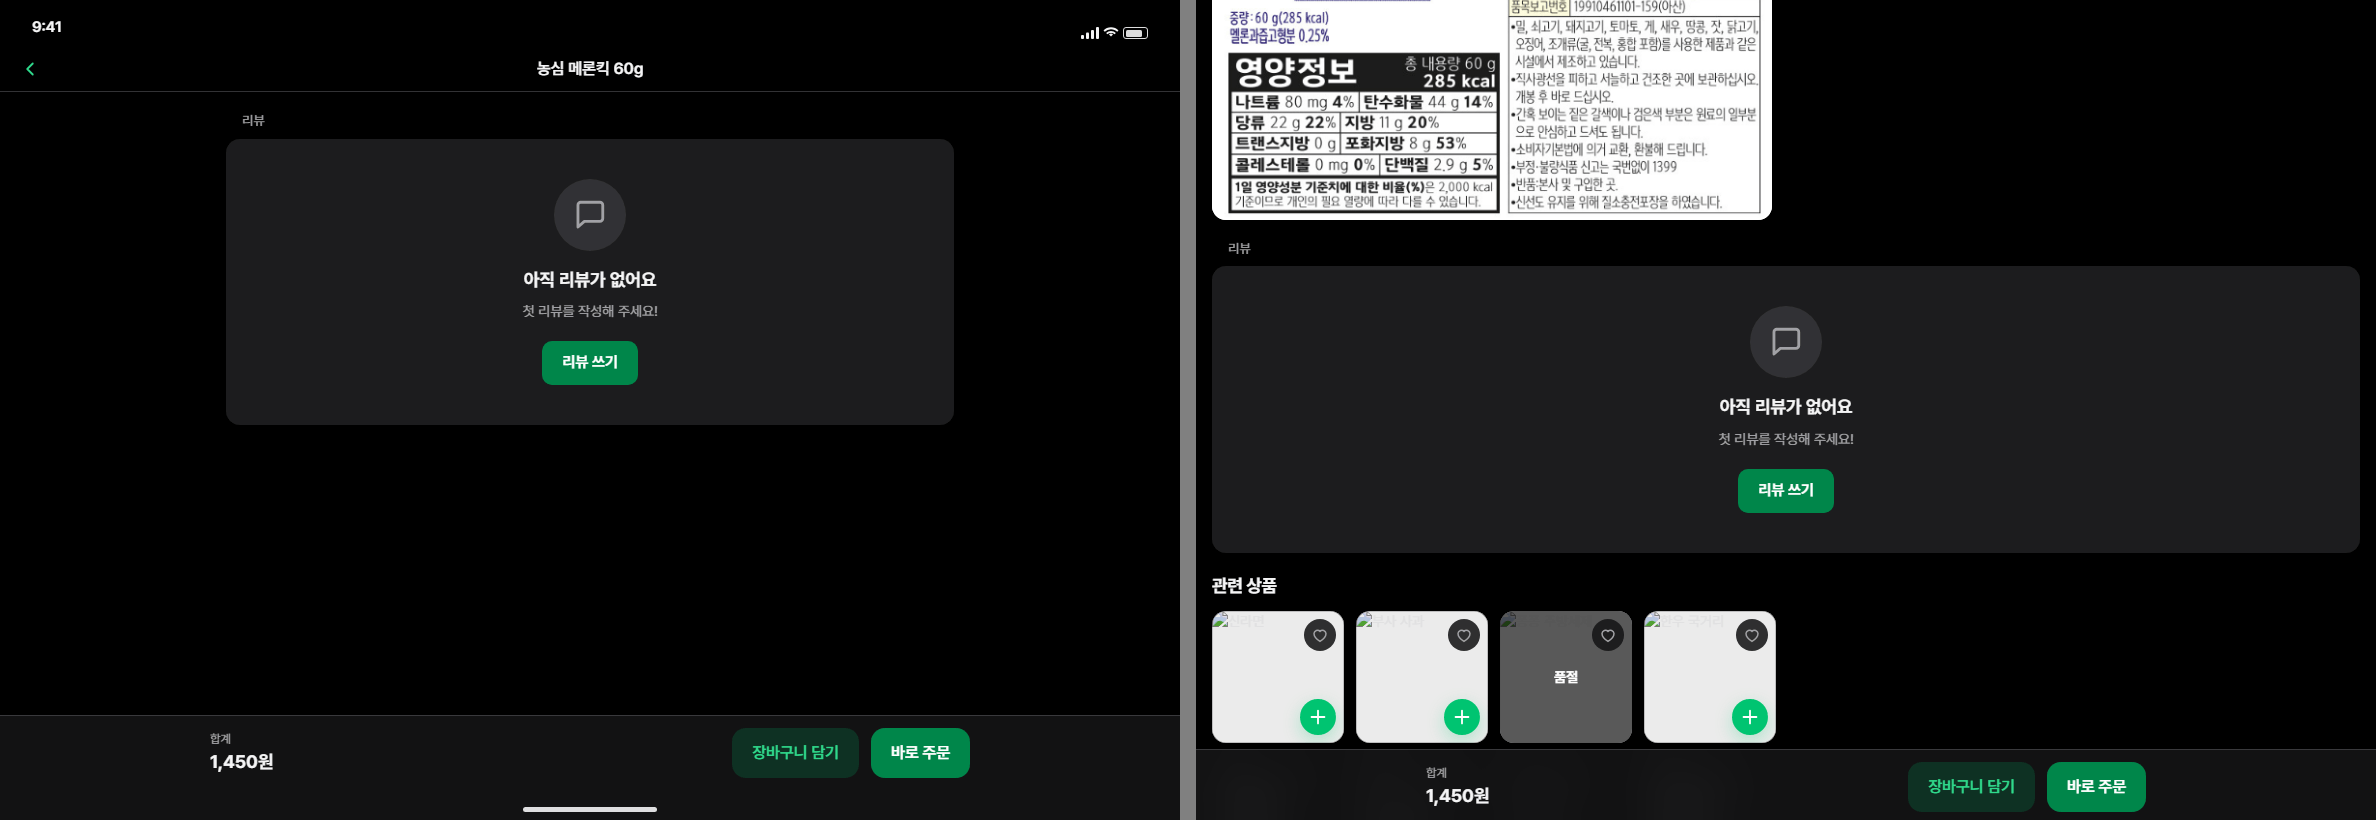 9:41
농심 메론킥 60g
리뷰
아직 리뷰가 없어요
첫 리뷰를 작성해 주세요!
리뷰 쓰기
합계
1,450원
장바구니 담기
바로 주문
중량: 60 g(285 kcal)
멜론과즙고형분 0.25%
영양정보
총 내용량 60 g
285 kcal
나트륨 80 mg 4% 탄수화물 44 g 14%
당류 22 g 22% 지방 11 g 20%
트랜스지방 0 g 포화지방 8 g 53%
콜레스테롤 0 mg 0% 단백질 2.9 g 5%
1일 영양성분 기준치에 대한 비율(%)은 2,000 kcal
기준이므로 개인의 필요 열량에 따라 다를 수 있습니다.
품목보고번호 19910461101-159(아산)
•밀, 쇠고기, 돼지고기, 토마토, 게, 새우, 땅콩, 잣, 닭고기,
오징어, 조개류(굴, 전복, 홍합 포함)를 사용한 제품과 같은
시설에서 제조하고 있습니다.
•직사광선을 피하고 서늘하고 건조한 곳에 보관하십시오.
개봉 후 바로 드십시오.
•간혹 보이는 짙은 갈색이나 검은색 부분은 원료의 일부분
으로 안심하고 드셔도 됩니다.
•소비자기본법에 의거 교환, 환불해 드립니다.
•부정·불량식품 신고는 국번없이 1399
•반품:본사 및 구입한 곳.
•신선도 유지를 위해 질소충전포장을 하였습니다.
리뷰
아직 리뷰가 없어요
첫 리뷰를 작성해 주세요!
리뷰 쓰기
관련 상품
신라면
부사 사과
품절
한우 국거리
합계
1,450원
장바구니 담기
바로 주문